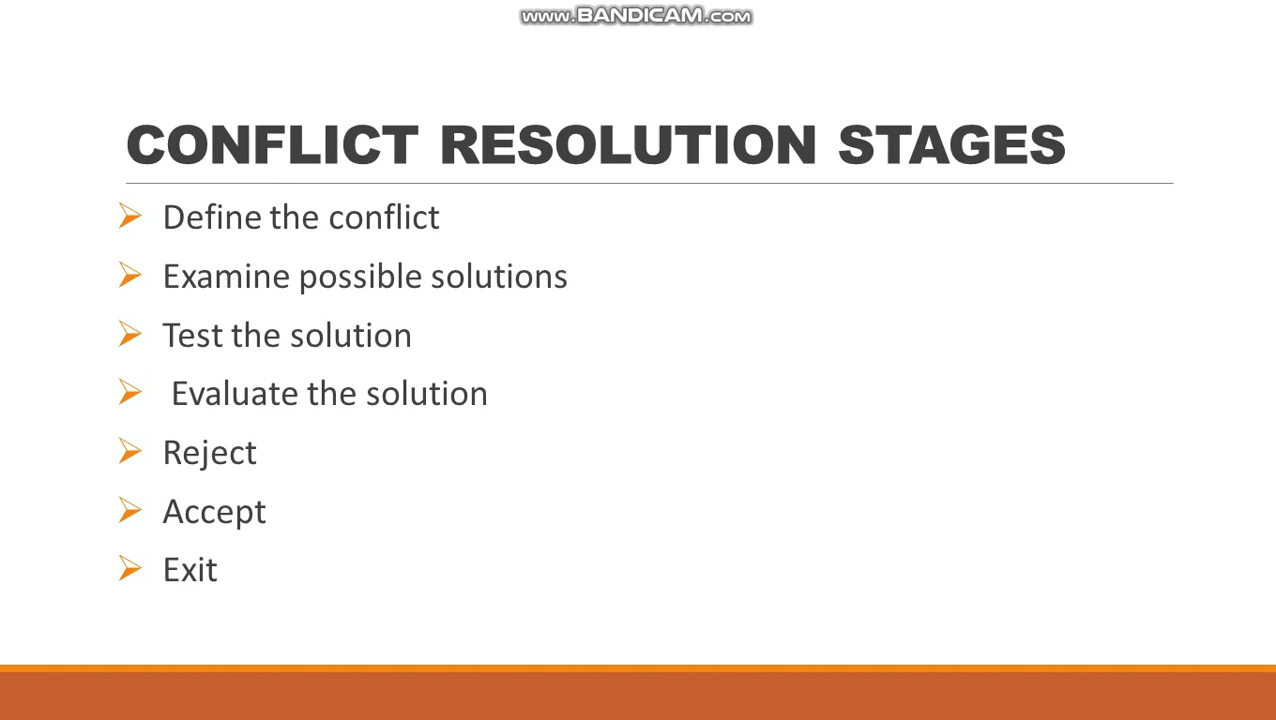 www.BANDICAM.com
CONFLICT RESOLUTION STAGES
Define the conflict
Examine possible solutions
Test the solution
Evaluate the solution
Reject
Accept
Exit